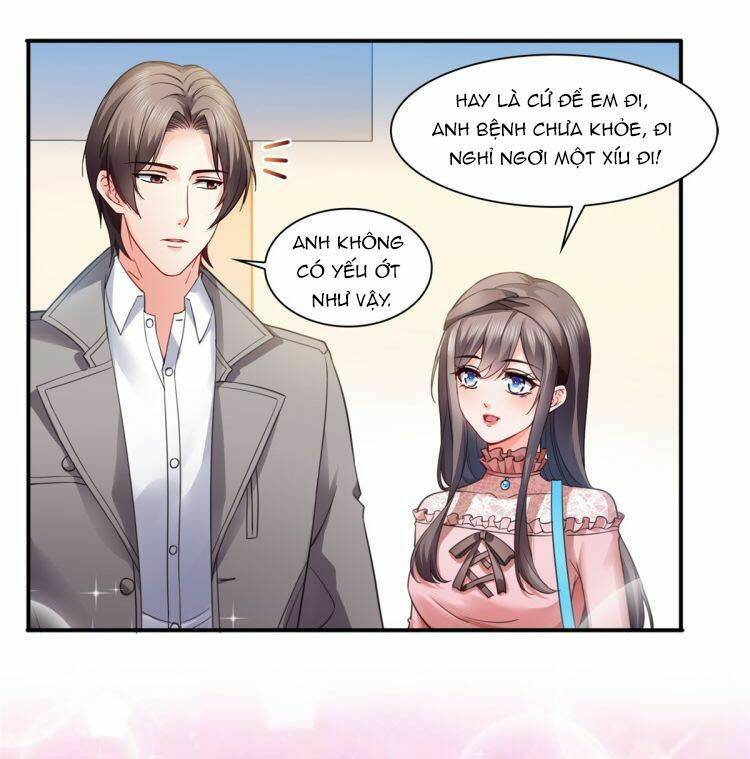 HAY LÀ CỨ ĐỂ EM ĐI,
ANH BỆNH CHƯA KHỎE, ĐI
NGHỈ NGƠI MỘT XÍU ĐI!
ANH KHÔNG
CÓ YẾU ỚT
NHƯ VẬY.